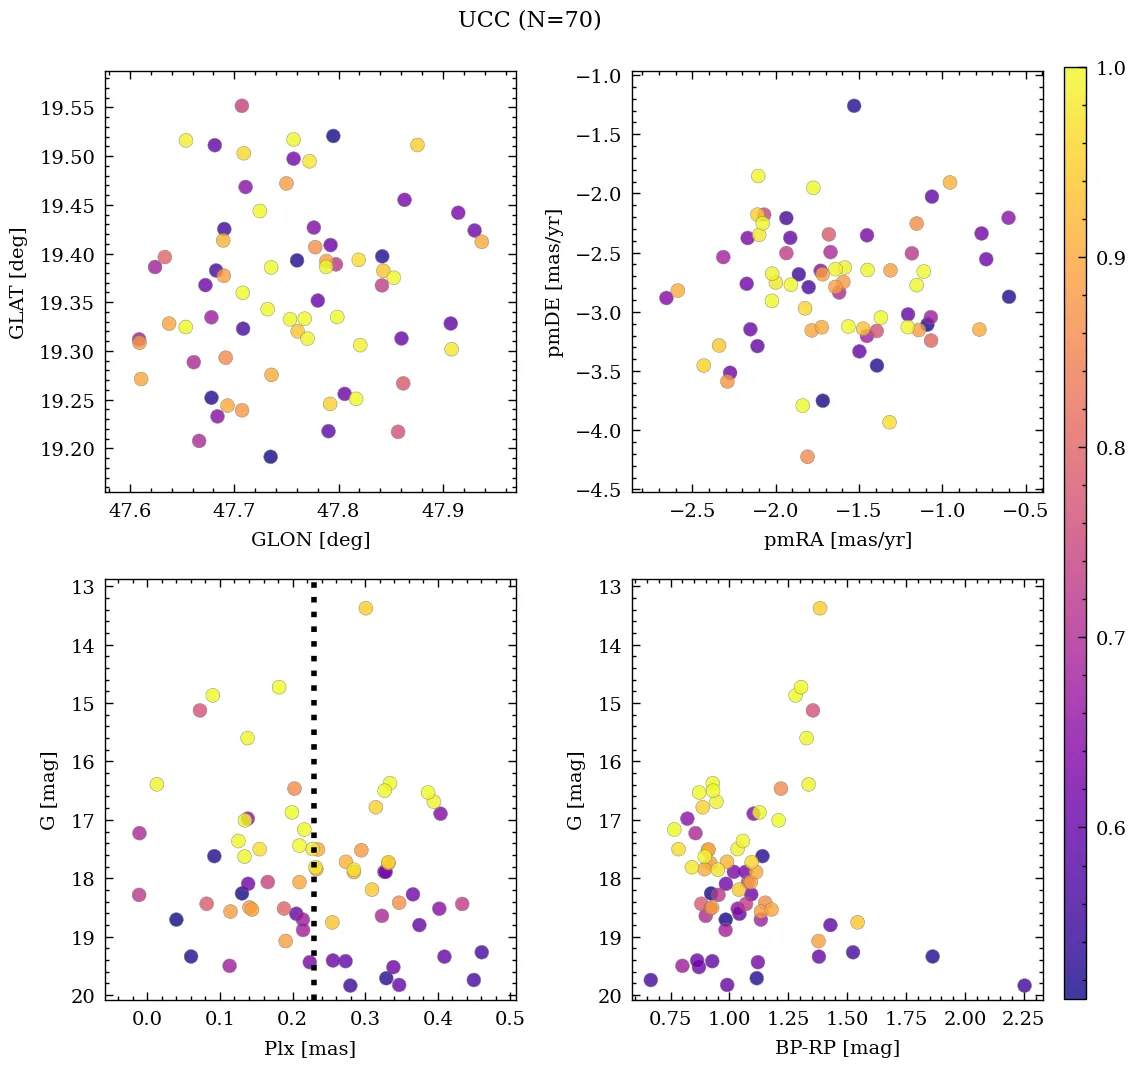 UCC (N=70)
19.55
19.50
19.45
19.40
19.35
19.30
19.25
19.20
GLAT [deg]
47.6 47.7 47.8 47.9
GLON [deg]
−1.0
−1.5
−2.0
−2.5
−3.0
−3.5
−4.0
−4.5
pmDE [mas/yr]
−2.5 −2.0 −1.5 −1.0 −0.5
pmRA [mas/yr]
13
14
15
16
17
18
19
20
G [mag]
0.0 0.1 0.2 0.3 0.4 0.5
Plx [mas]
13
14
15
16
17
18
19
20
G [mag]
0.75 1.00 1.25 1.50 1.75 2.00 2.25
BP-RP [mag]
1.0
0.9
0.8
0.7
0.6